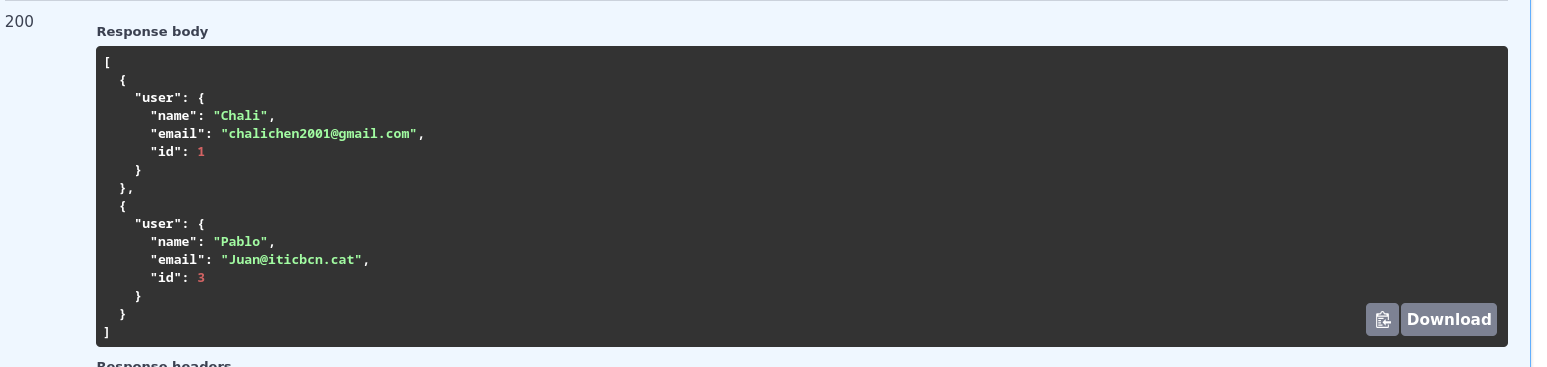 200
Response body
[
  {
    "user": {
      "name": "Chali",
      "email": "chalichen2001@gmail.com",
      "id": 1
    }
  },
  {
    "user": {
      "name": "Pablo",
      "email": "Juan@iticbcn.cat",
      "id": 3
    }
  }
]
Download
Response headers